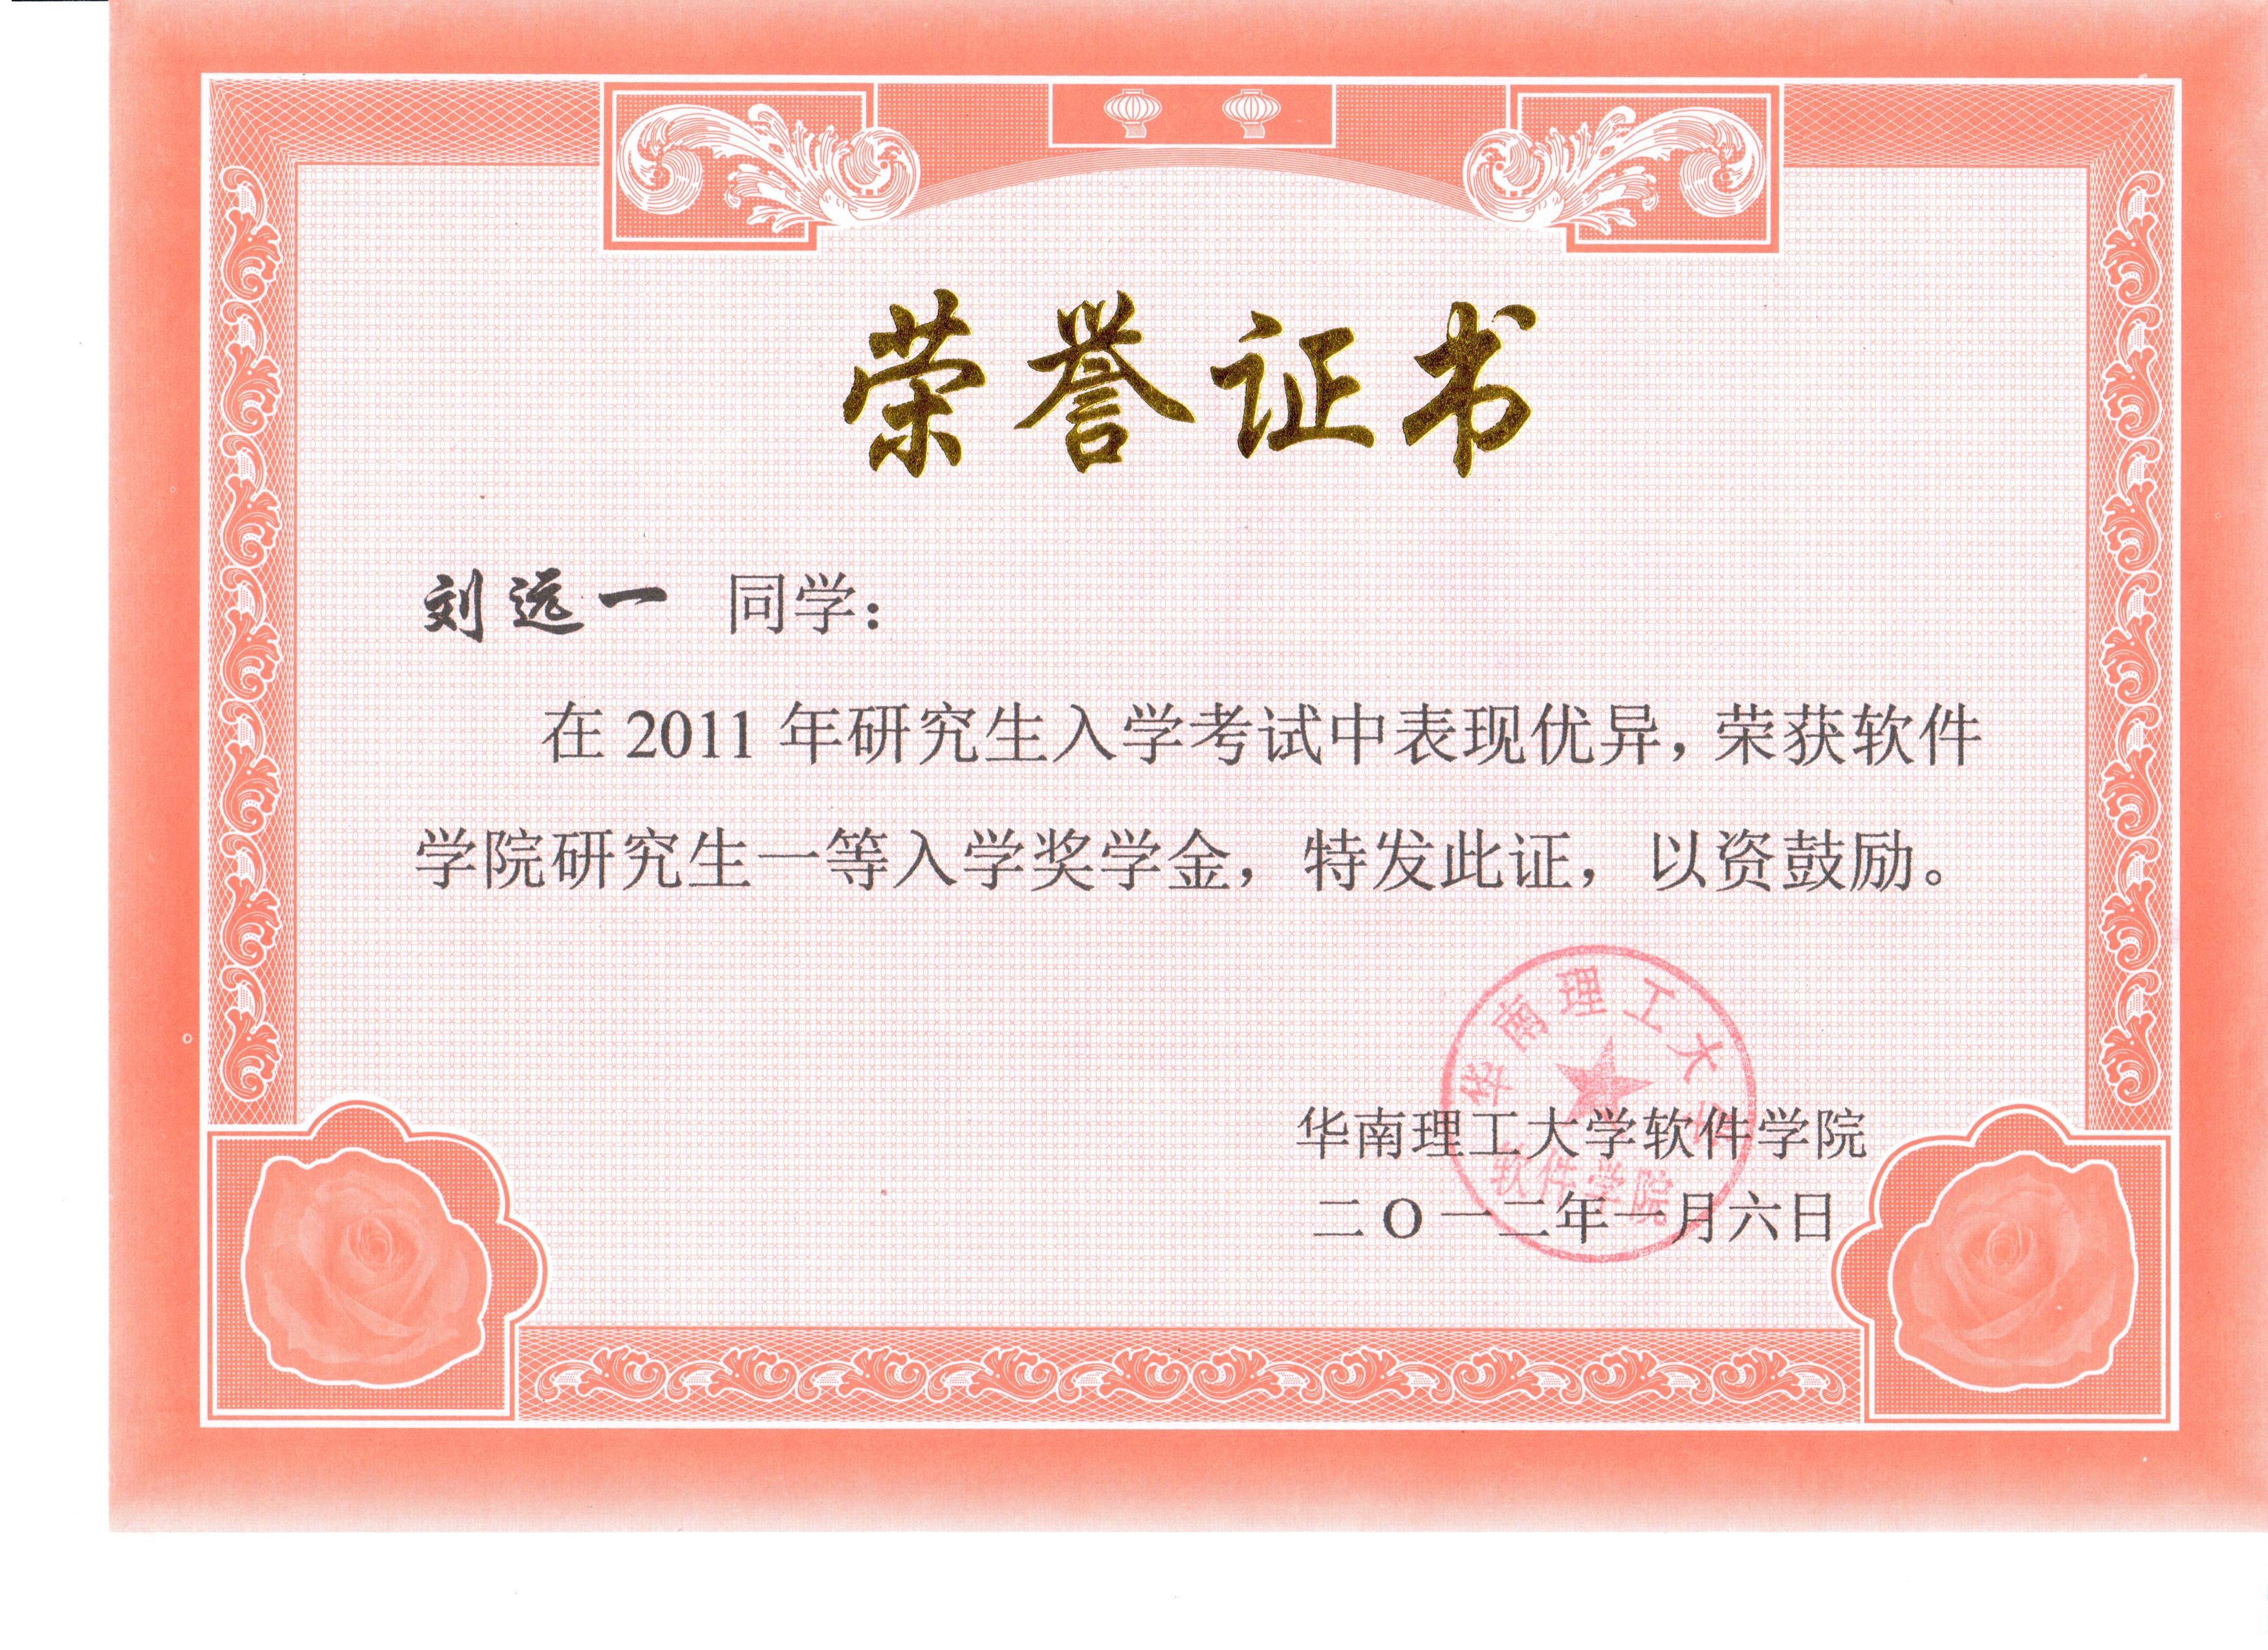 荣誉证书
刘远一 同学：
在 2011 年研究生入学考试中表现优异，荣获软件
学院研究生一等入学奖学金，特发此证，以资鼓励。
华南理工大学
华南理工大学软件学院
软件学院
二〇一二年一月六日